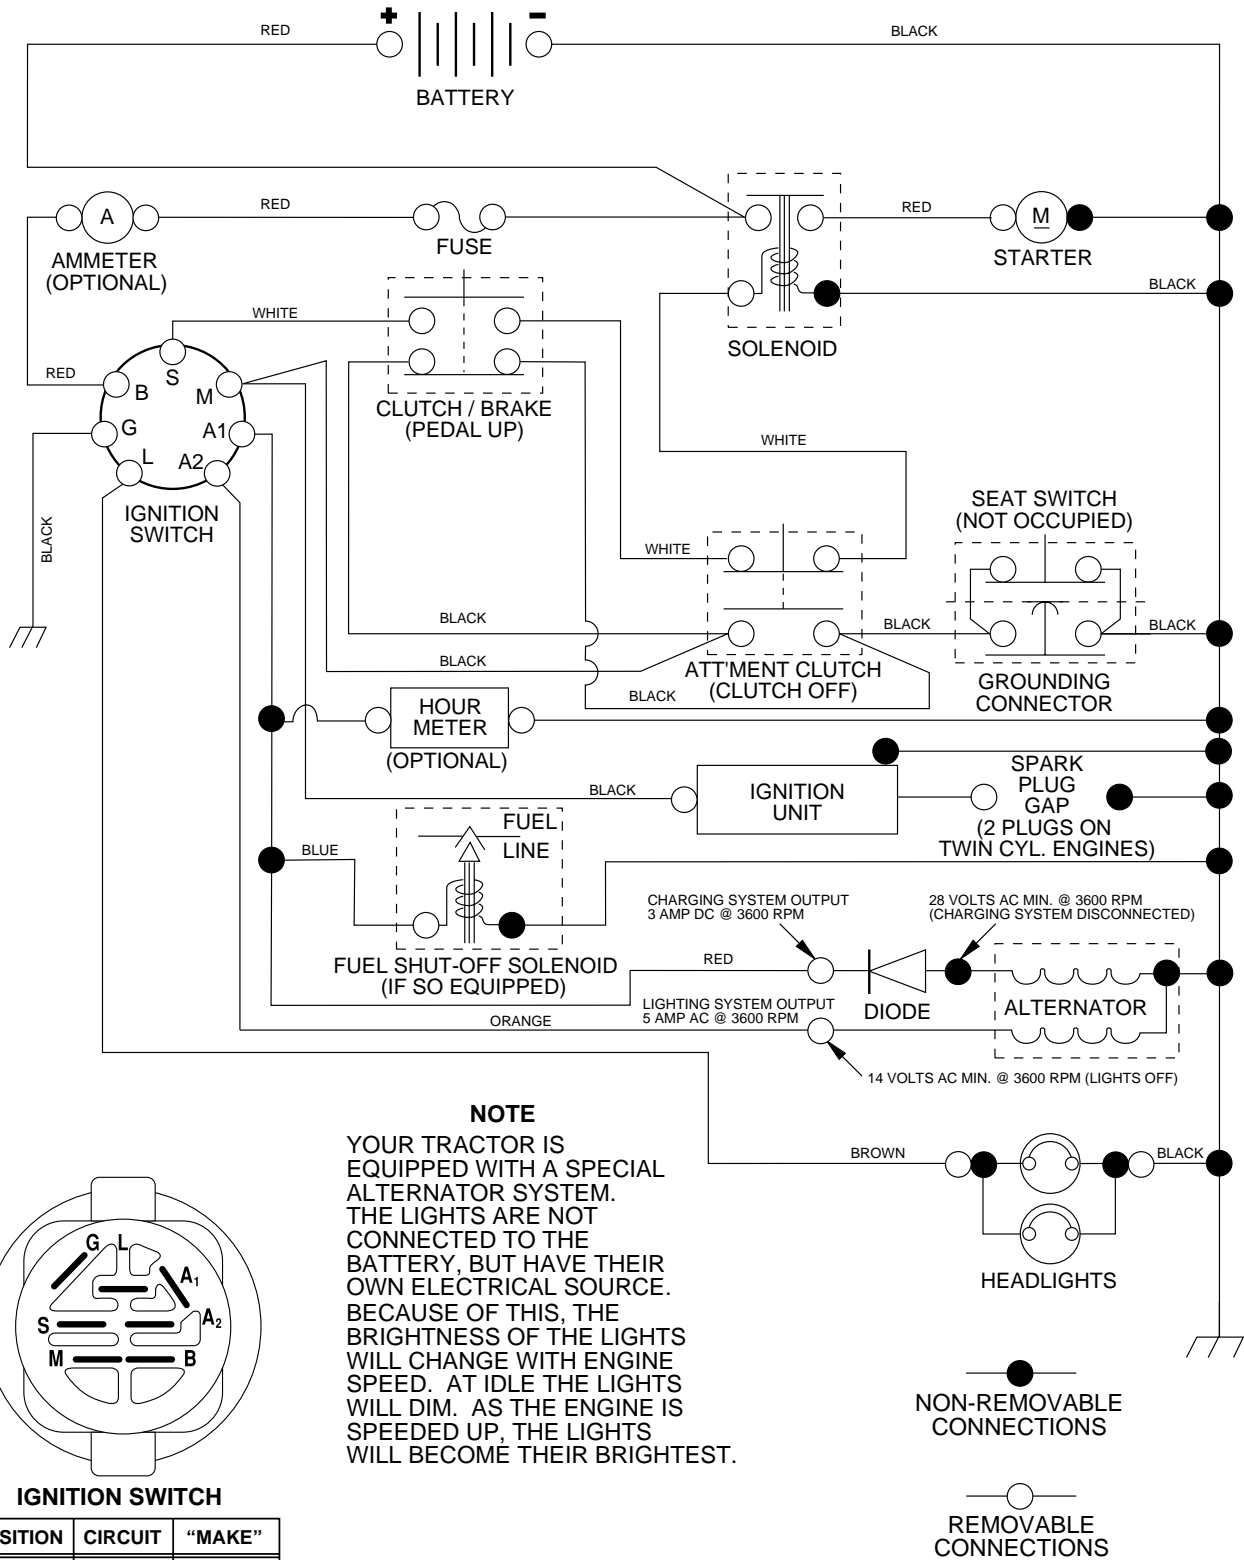 + -
RED
BLACK
BATTERY
A
RED
RED
M
AMMETER
(OPTIONAL)
FUSE
STARTER
BLACK
WHITE
SOLENOID
RED
S
B
M
G
A1
L
A2
CLUTCH / BRAKE
(PEDAL UP)
IGNITION
SWITCH
BLACK
WHITE
SEAT SWITCH
(NOT OCCUPIED)
WHITE
BLACK
BLACK
BLACK
BLACK
ATT'MENT CLUTCH
(CLUTCH OFF)
BLACK
GROUNDING
CONNECTOR
HOUR
METER
(OPTIONAL)
BLACK
IGNITION
UNIT
SPARK
PLUG
GAP
(2 PLUGS ON
TWIN CYL. ENGINES)
FUEL
LINE
BLUE
FUEL SHUT-OFF SOLENOID
(IF SO EQUIPPED)
CHARGING SYSTEM OUTPUT
3 AMP DC @ 3600 RPM
28 VOLTS AC MIN. @ 3600 RPM
(CHARGING SYSTEM DISCONNECTED)
RED
DIODE
ALTERNATOR
LIGHTING SYSTEM OUTPUT
5 AMP AC @ 3600 RPM
ORANGE
14 VOLTS AC MIN. @ 3600 RPM (LIGHTS OFF)
NOTE
YOUR TRACTOR IS
EQUIPPED WITH A SPECIAL
ALTERNATOR SYSTEM.
THE LIGHTS ARE NOT
CONNECTED TO THE
BATTERY, BUT HAVE THEIR
OWN ELECTRICAL SOURCE.
BECAUSE OF THIS, THE
BRIGHTNESS OF THE LIGHTS
WILL CHANGE WITH ENGINE
SPEED. AT IDLE THE LIGHTS
WILL DIM. AS THE ENGINE IS
SPEEDED UP, THE LIGHTS
WILL BECOME THEIR BRIGHTEST.
BROWN
BLACK
HEADLIGHTS
G L
A1
A2
S
M
B
IGNITION SWITCH
SITION CIRCUIT “MAKE”
NON-REMOVABLE
CONNECTIONS
REMOVABLE
CONNECTIONS